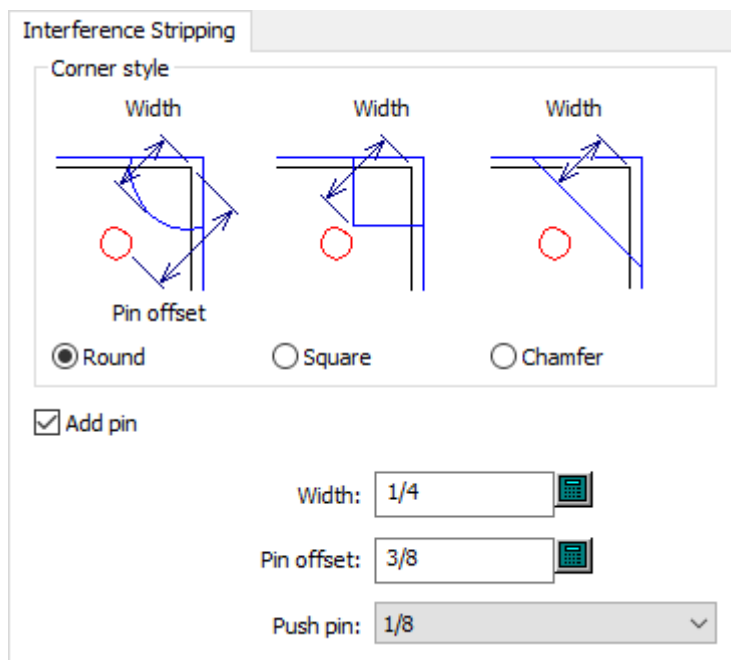 Interference Stripping
Corner style
Width Width Width
Pin offset
Round Square Chamfer
Add pin
Width: 1/4
Pin offset: 3/8
Push pin: 1/8